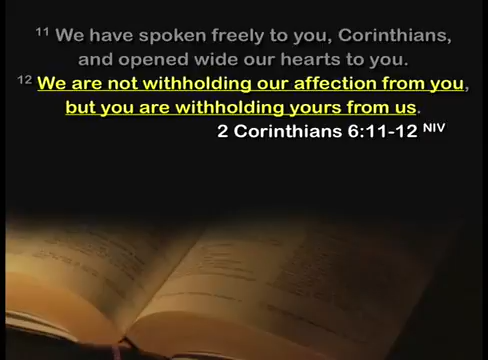 11 We have spoken freely to you, Corinthians,
and opened wide our hearts to you.
12 We are not withholding our affection from you,
but you are withholding yours from us.
2 Corinthians 6:11-12 NIV